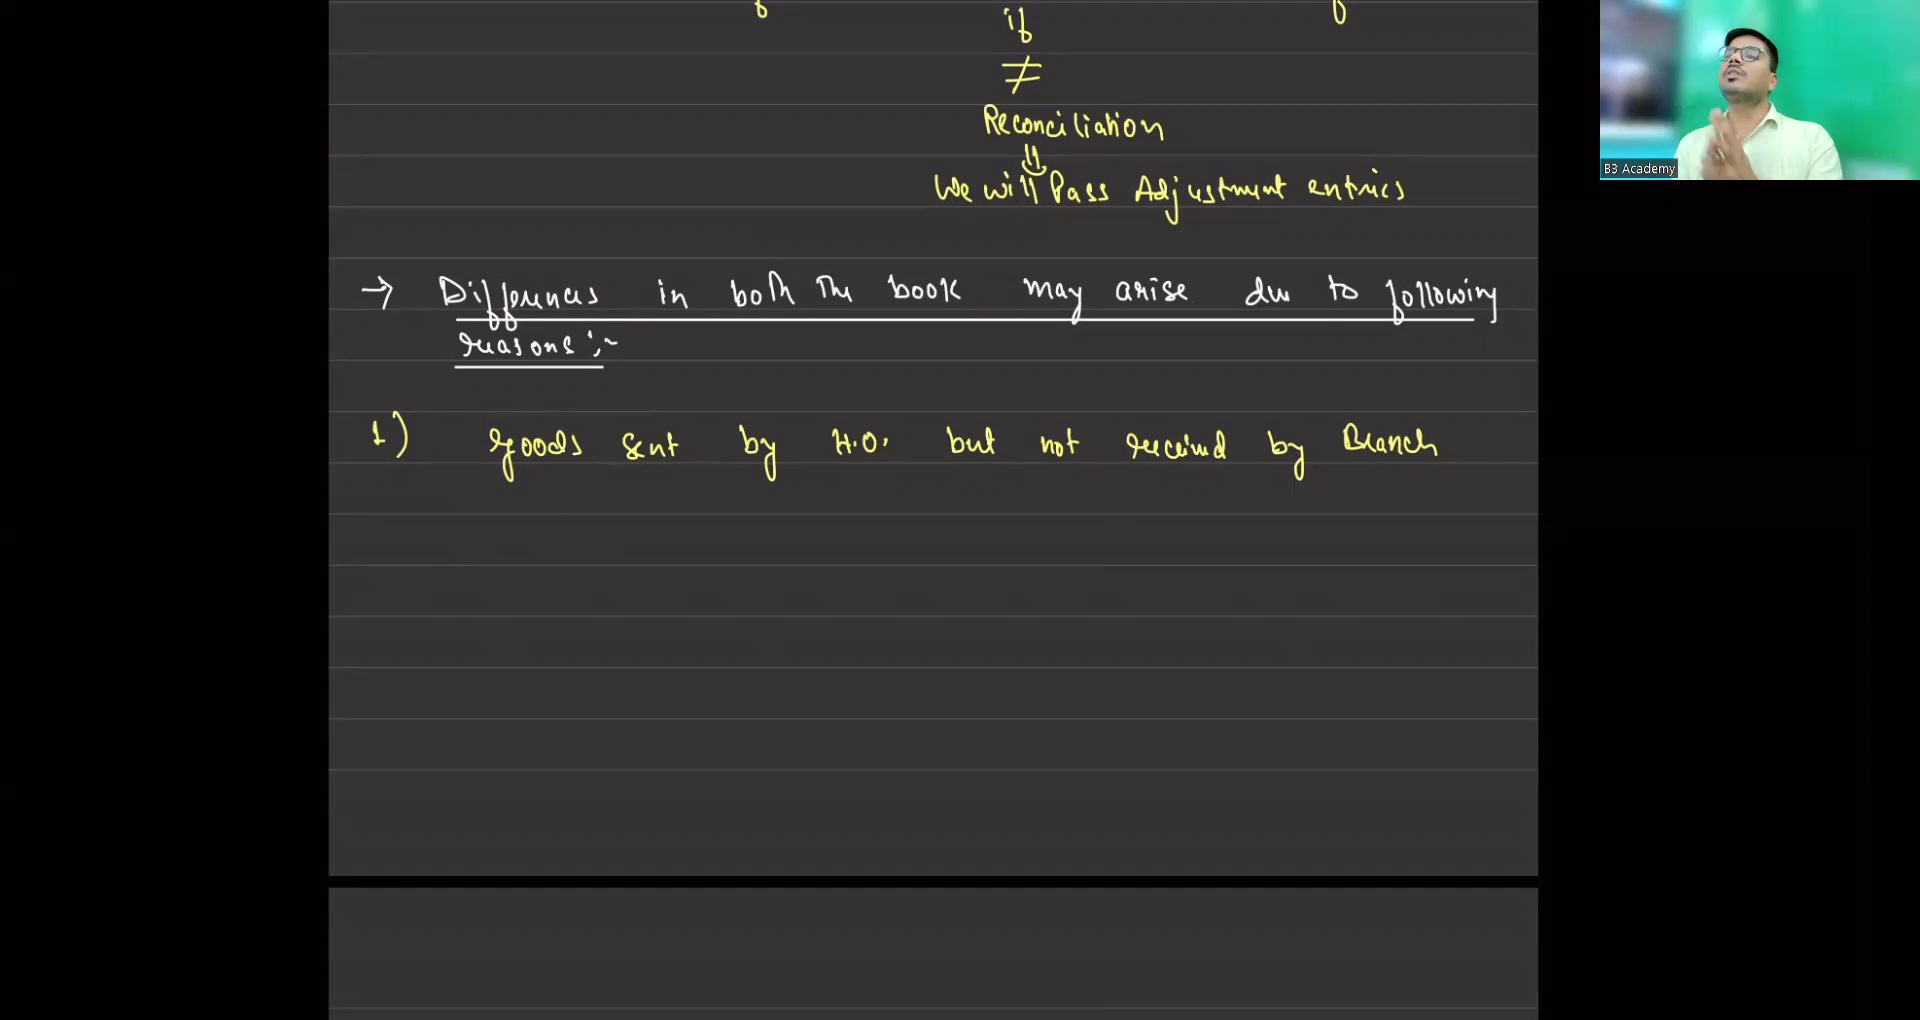 if
≠
Reconciliation
⇓
We will Pass Adjustment entries
→ Differences in both the book may arise due to following
reasons :-
1) Goods sent by H.O. but not received by Branch
B3 Academy